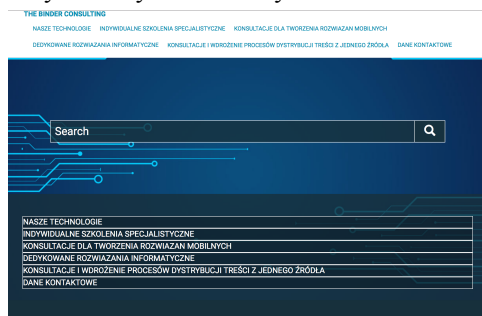 THE BINDER CONSULTING
NASZE TECHNOLOGIE INDYWIDUALNE SZKOLENIA SPECJALISTYCZNE KONSULTACJE DLA TWORZENIA ROZWIAZAN MOBILNYCH
DEDYKOWANE ROZWIAZANIA INFORMATYCZNE KONSULTACJE I WDROŻENIE PROCESÓW DYSTRYBUCJI TREŚCI Z JEDNEGO ŹRÓDŁA DANE KONTAKTOWE
Search
NASZE TECHNOLOGIE
INDYWIDUALNE SZKOLENIA SPECJALISTYCZNE
KONSULTACJE DLA TWORZENIA ROZWIAZAN MOBILNYCH
DEDYKOWANE ROZWIAZANIA INFORMATYCZNE
KONSULTACJE I WDROŻENIE PROCESÓW DYSTRYBUCJI TREŚCI Z JEDNEGO ŹRÓDŁA
DANE KONTAKTOWE